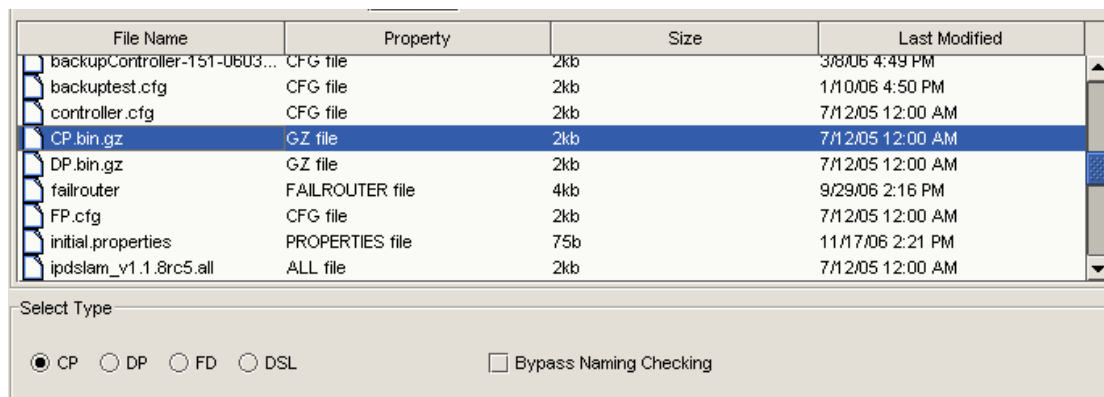 File Name Property Size Last Modified
backupController-151-0603... CFG file 2kb 3/8/06 4:49 PM
backuptest.cfg CFG file 2kb 1/10/06 4:50 PM
controller.cfg CFG file 2kb 7/12/05 12:00 AM
CP.bin.gz GZ file 2kb 7/12/05 12:00 AM
DP.bin.gz GZ file 2kb 7/12/05 12:00 AM
failrouter FAILROUTER file 4kb 9/29/06 2:16 PM
FP.cfg CFG file 2kb 7/12/05 12:00 AM
initial.properties PROPERTIES file 75b 11/17/06 2:21 PM
ipdslam_v1.1.8rc5.all ALL file 2kb 7/12/05 12:00 AM
Select Type
CP DP FD DSL Bypass Naming Checking